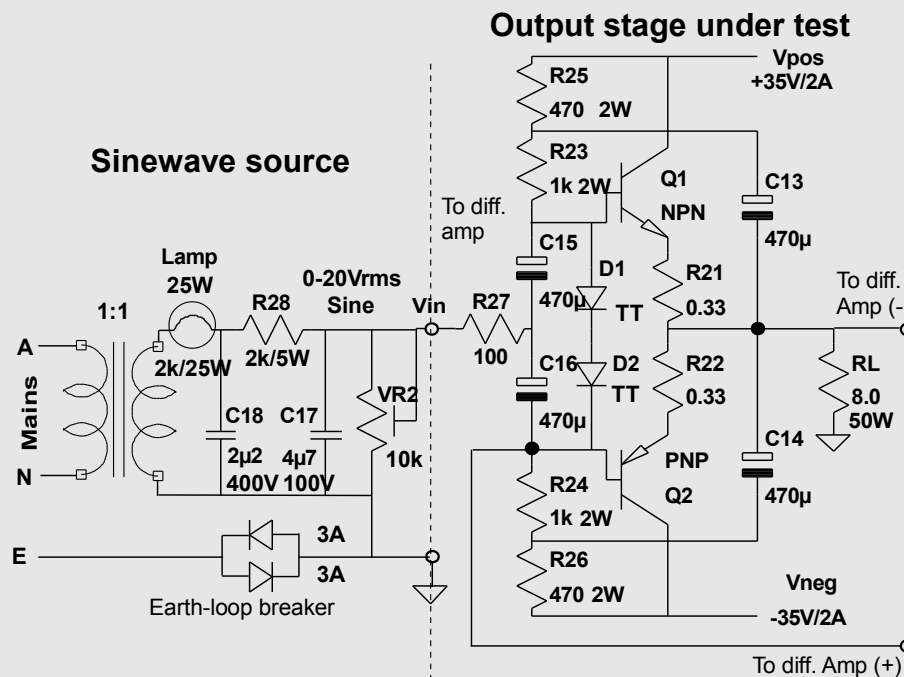 Output stage under test
Sinewave source
Vpos
+35V/2A
R25
470 2W
R23
1k 2W
Q1
NPN
C13
470µ
To diff.
amp
C15
470µ
D1
TT
R21
0.33
To diff.
Amp (-
Lamp
25W
2k/25W
1:1
R28
2k/5W
0-20Vrms
Sine
Vin
R27
100
A
Mains
N
C18
2µ2
400V
C17
4µ7
100V
VR2
10k
C16
470µ
D2
TT
R22
0.33
RL
8.0
50W
C14
470µ
PNP
Q2
R24
1k 2W
R26
470 2W
Vneg
-35V/2A
E
3A
3A
Earth-loop breaker
To diff. Amp (+)